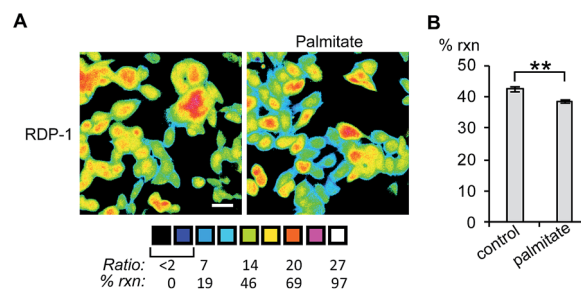 A
Palmitate
RDP-1
Ratio: <2 7 14 20 27
% rxn: 0 19 46 69 97
B
% rxn
**
50
40
30
20
10
0
control
palmitate